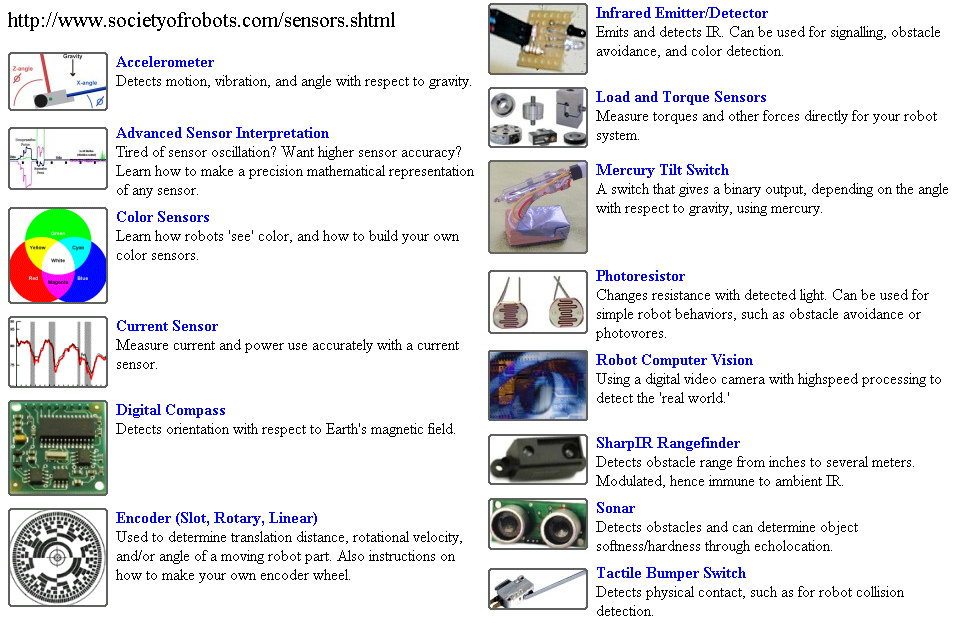 http://www.societyofrobots.com/sensors.shtml
Gravity
Z-angle
X-angle
Accelerometer
Detects motion, vibration, and angle with respect to gravity.
Advanced Sensor Interpretation
Tired of sensor oscillation? Want higher sensor accuracy?
Learn how to make a precision mathematical representation
of any sensor.
Green
Yellow
Cyan
White
Red
Blue
Magenta
Color Sensors
Learn how robots 'see' color, and how to build your own
color sensors.
Current Sensor
Measure current and power use accurately with a current
sensor.
Digital Compass
Detects orientation with respect to Earth's magnetic field.
Encoder (Slot, Rotary, Linear)
Used to determine translation distance, rotational velocity,
and/or angle of a moving robot part. Also instructions on
how to make your own encoder wheel.
Infrared Emitter/Detector
Emits and detects IR. Can be used for signalling, obstacle
avoidance, and color detection.
Load and Torque Sensors
Measure torques and other forces directly for your robot
system.
Mercury Tilt Switch
A switch that gives a binary output, depending on the angle
with respect to gravity, using mercury.
Photoresistor
Changes resistance with detected light. Can be used for
simple robot behaviors, such as obstacle avoidance or
photovores.
Robot Computer Vision
Using a digital video camera with highspeed processing to
detect the 'real world.'
SharpIR Rangefinder
Detects obstacle range from inches to several meters.
Modulated, hence immune to ambient IR.
Sonar
Detects obstacles and can determine object
softness/hardness through echolocation.
Tactile Bumper Switch
Detects physical contact, such as for robot collision
detection.